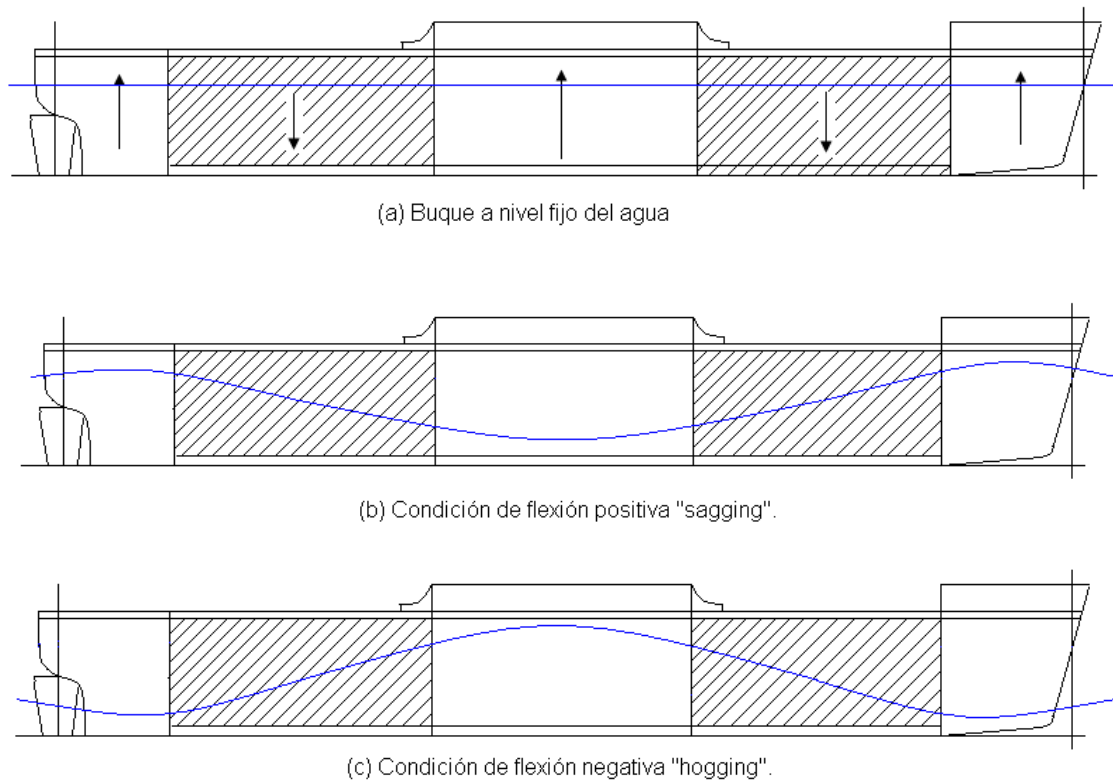 (a) Buque a nivel fijo del agua
(b) Condición de flexión positiva "sagging".
(c) Condición de flexión negativa "hogging".